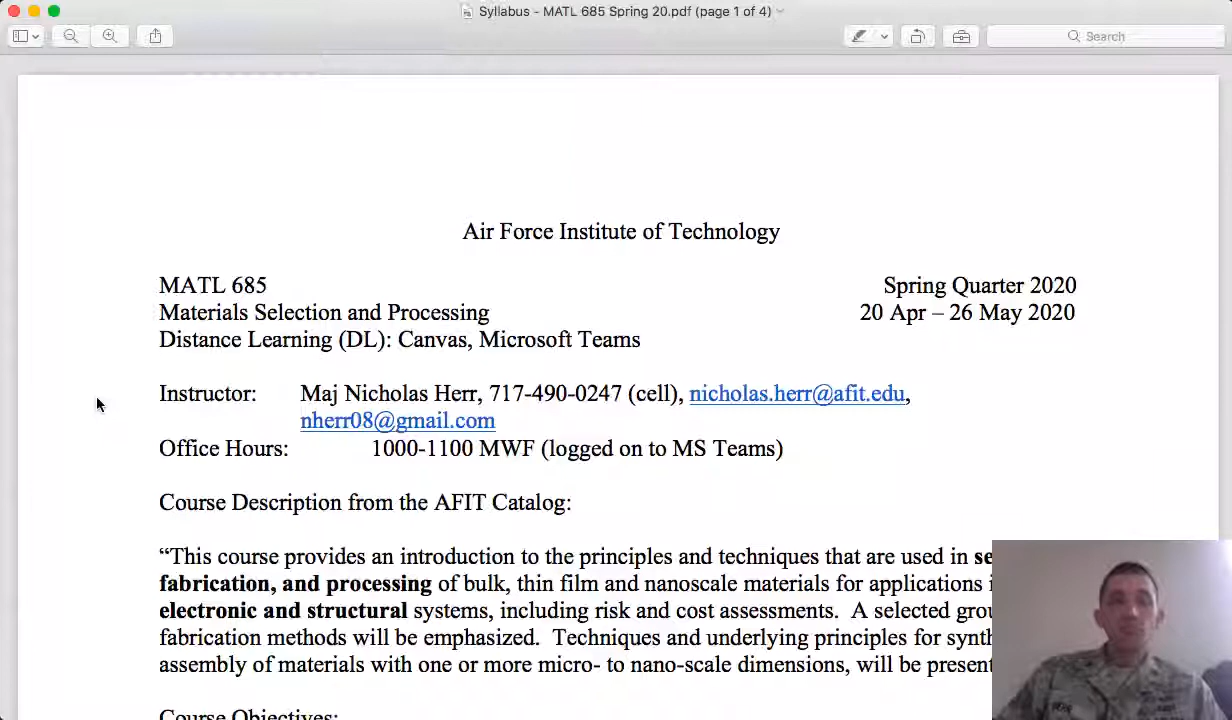 Syllabus - MATL 685 Spring 20.pdf (page 1 of 4)
Search
Air Force Institute of Technology
MATL 685 Spring Quarter 2020
Materials Selection and Processing 20 Apr – 26 May 2020
Distance Learning (DL): Canvas, Microsoft Teams
Instructor: Maj Nicholas Herr, 717-490-0247 (cell), nicholas.herr@afit.edu,
nherr08@gmail.com
Office Hours: 1000-1100 MWF (logged on to MS Teams)
Course Description from the AFIT Catalog:
“This course provides an introduction to the principles and techniques that are used in se
fabrication, and processing of bulk, thin film and nanoscale materials for applications i
electronic and structural systems, including risk and cost assessments. A selected grou
fabrication methods will be emphasized. Techniques and underlying principles for synth
assembly of materials with one or more micro- to nano-scale dimensions, will be present
Course Objectives: